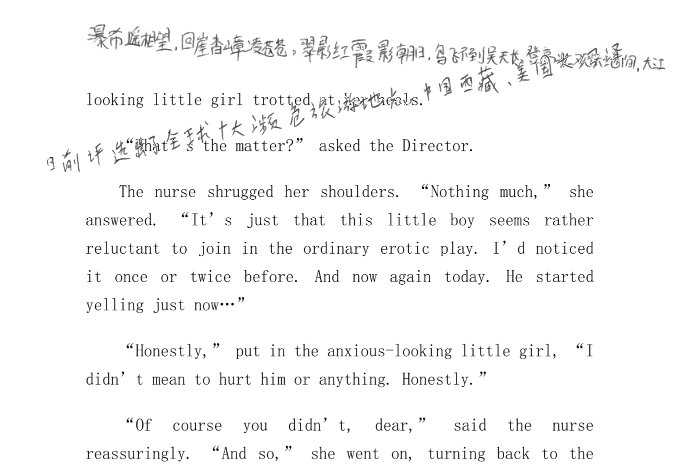 瀑布遥相望,回崖沓嶂凌苍苍。翠影红霞影朝日,鸟飞不到吴天长,登高壮观 间,大江
looking little girl trotted at her heels.
日前评选 了全球十大濒危旅游地点、中国西藏、美国
“What’s the matter?” asked the Director.
The nurse shrugged her shoulders. “Nothing much,” she
answered. “It’s just that this little boy seems rather
reluctant to join in the ordinary erotic play. I’d noticed
it once or twice before. And now again today. He started
yelling just now…”
“Honestly,” put in the anxious-looking little girl, “I
didn’t mean to hurt him or anything. Honestly.”
“Of course you didn’t, dear,” said the nurse
reassuringly. “And so,” she went on, turning back to the